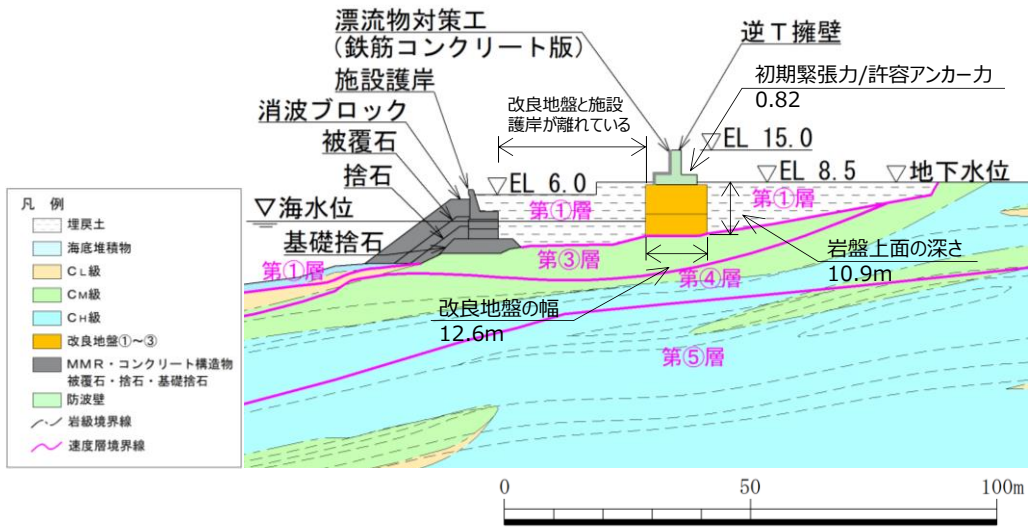 漂流物対策工
(鉄筋コンクリート版)
逆T擁壁
施設護岸
初期緊張力/許容アンカー力
0.82
消波ブロック
改良地盤と施設
護岸が離れている
被覆石
▽EL 15.0
捨石
▽EL 6.0
▽EL 8.5
▽地下水位
▽海水位
第①層
第①層
基礎捨石
第①層
第③層
第④層
岩盤上面の深さ
10.9m
改良地盤の幅
12.6m
第⑤層
凡 例
埋戻土
海底堆積物
CL級
CM級
CH級
改良地盤①~③
MMR・コンクリート構造物
被覆石・捨石・基礎捨石
防波壁
岩級境界線
速度層境界線
0 50 100m